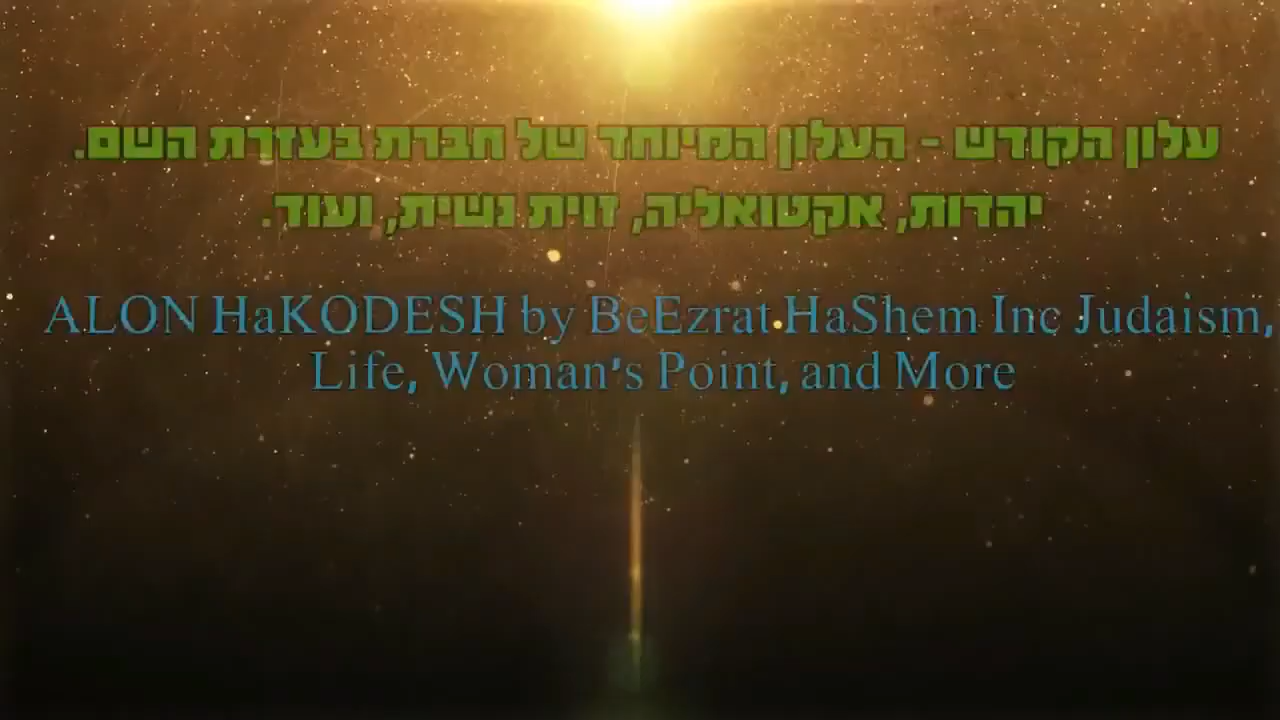 עלון הקודש - העלון המיוחד של חברת בעזרת השם.
יהדות, אקטואליה, זוית נשית, ועוד.
ALON HaKODESH by BeEzrat HaShem Inc Judaism,
Life, Woman's Point, and More